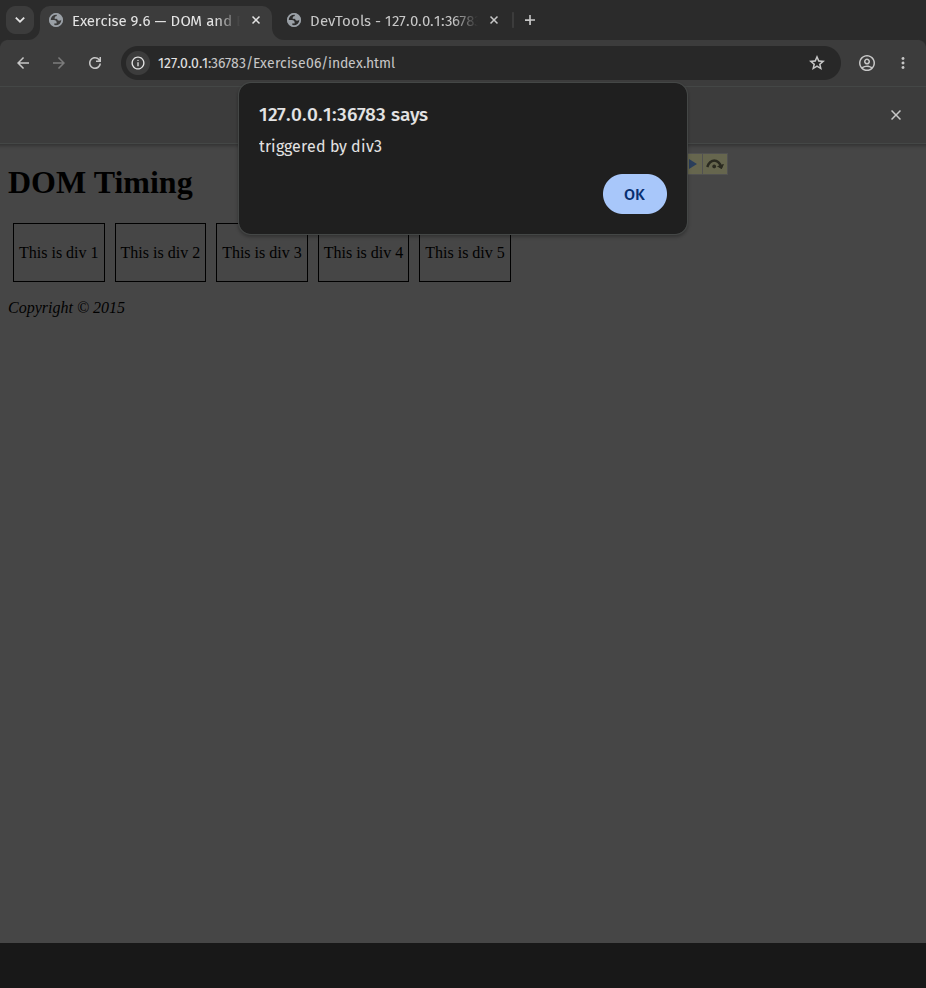 Exercise 9.6 — DOM and
DevTools - 127.0.0.1:3678
127.0.0.1:36783/Exercise06/index.html
127.0.0.1:36783 says
triggered by div3
OK
DOM Timing
This is div 1
This is div 2
This is div 3
This is div 4
This is div 5
Copyright © 2015